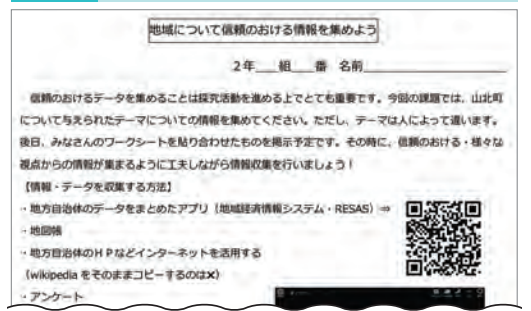 地域について信頼のおける情報を集めよう
2年___組___番 名前_______________
信頼のおけるデータを集めることは探究活動を進める上でとても重要です。今回の課題では、山北町
について与えられたテーマについての情報を集めてください。ただし、テーマは人によって違います。
後日、みなさんのワークシートを貼り合わせたものを掲示予定です。その時に、信頼のおける・様々な
視点からの情報が集まるように工夫しながら情報収集を行いましょう!
【情報・データを収集する方法】
・地方自治体のデータをまとめたアプリ(地域経済情報システム・RESAS)⇒
・地図帳
・地方自治体のHPなどインターネットを活用する
(wikipedia をそのままコピーするのは×)
・アンケート